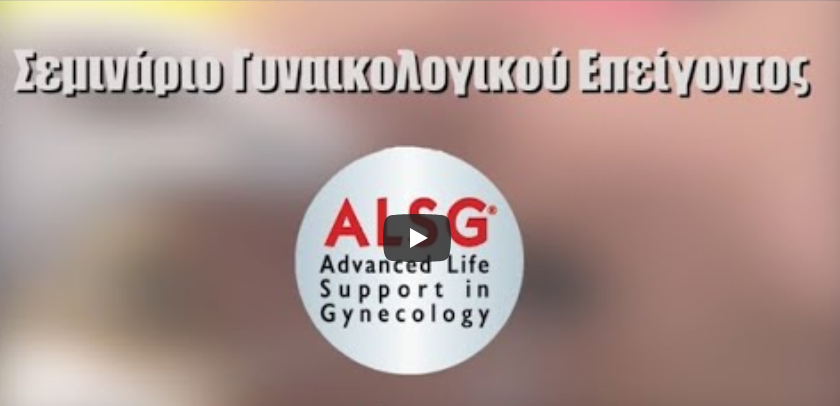 Σεμινάριο Γυναικολογικού Επείγοντος
ALSG®
Advanced Life
Support in
Gynecology